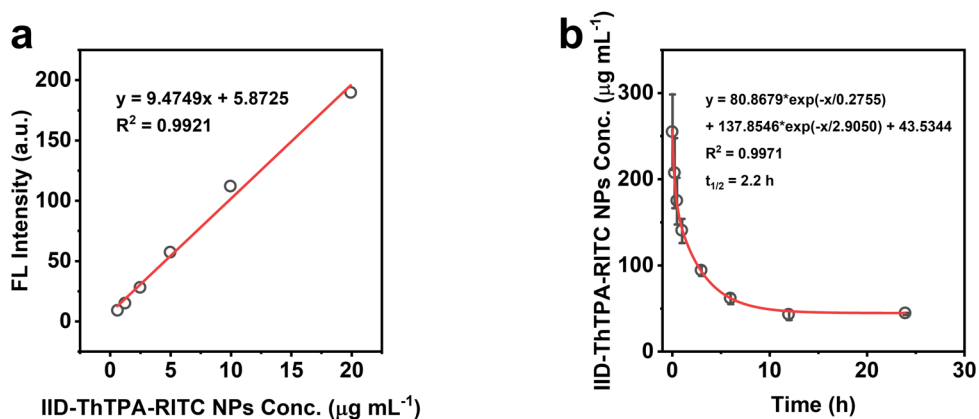 a
200
150
100
50
0
FL Intensity (a.u.)
y = 9.4749x + 5.8725
R² = 0.9921
0 5 10 15 20
IID-ThTPA-RITC NPs Conc. (μg mL⁻¹)
b
300
200
100
0
IID-ThTPA-RITC NPs Conc. (μg mL⁻¹)
y = 80.8679*exp(-x/0.2755)
+ 137.8546*exp(-x/2.9050) + 43.5344
R² = 0.9971
t₁/₂ = 2.2 h
0 10 20 30
Time (h)